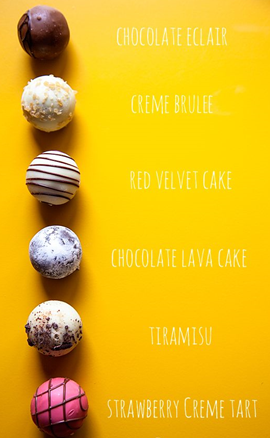 CHOCOLATE ECLAIR
CREME BRULEE
RED VELVET CAKE
CHOCOLATE LAVA CAKE
TIRAMISU
STRAWBERRY CREME TART